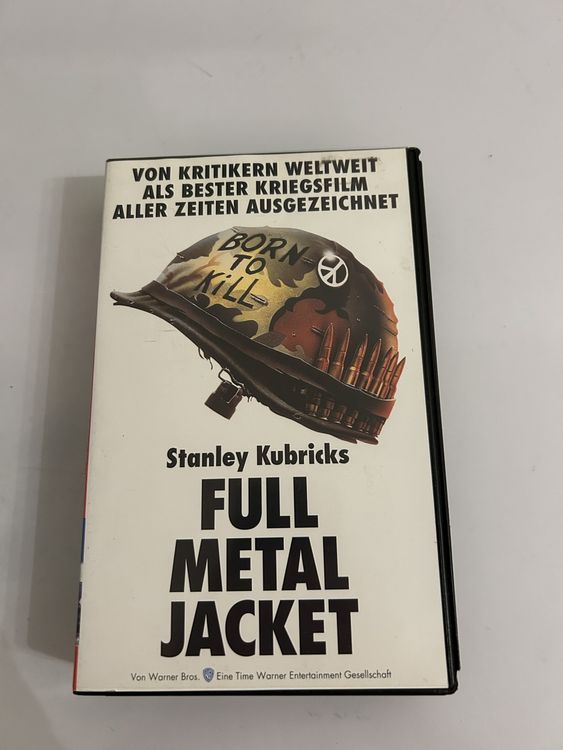 VON KRITIKERN WELTWEIT
ALS BESTER KRIEGSFILM
ALLER ZEITEN AUSGEZEICHNET
BORN
TO
KiLL
Stanley Kubricks
FULL
METAL
JACKET
Von Warner Bros. WB Eine Time Warner Entertainment Gesellschaft